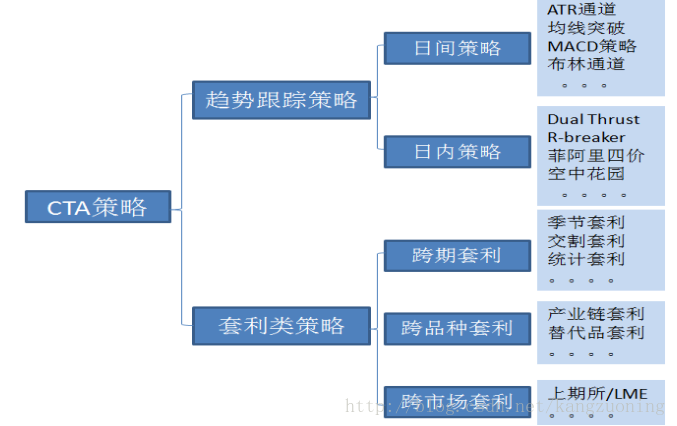 CTA策略
趋势跟踪策略
日间策略
ATR通道
均线突破
MACD策略
布林通道
。。。
日内策略
Dual Thrust
R-breaker
菲阿里四价
空中花园
。。。。
套利类策略
跨期套利
季节套利
交割套利
统计套利
。。。。
跨品种套利
产业链套利
替代品套利
。。。。
跨市场套利
上期所/LME
。。。。
http://blog.csdn.net/kangzuoning